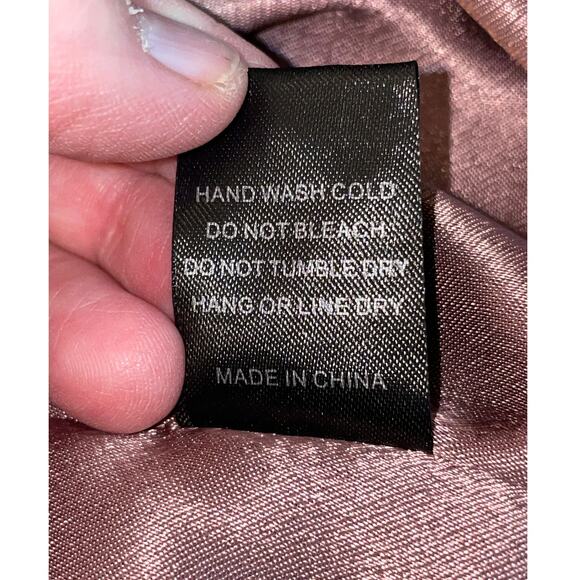 HAND WASH COLD
DO NOT BLEACH
DO NOT TUMBLE DRY
HANG OR LINE DRY
MADE IN CHINA